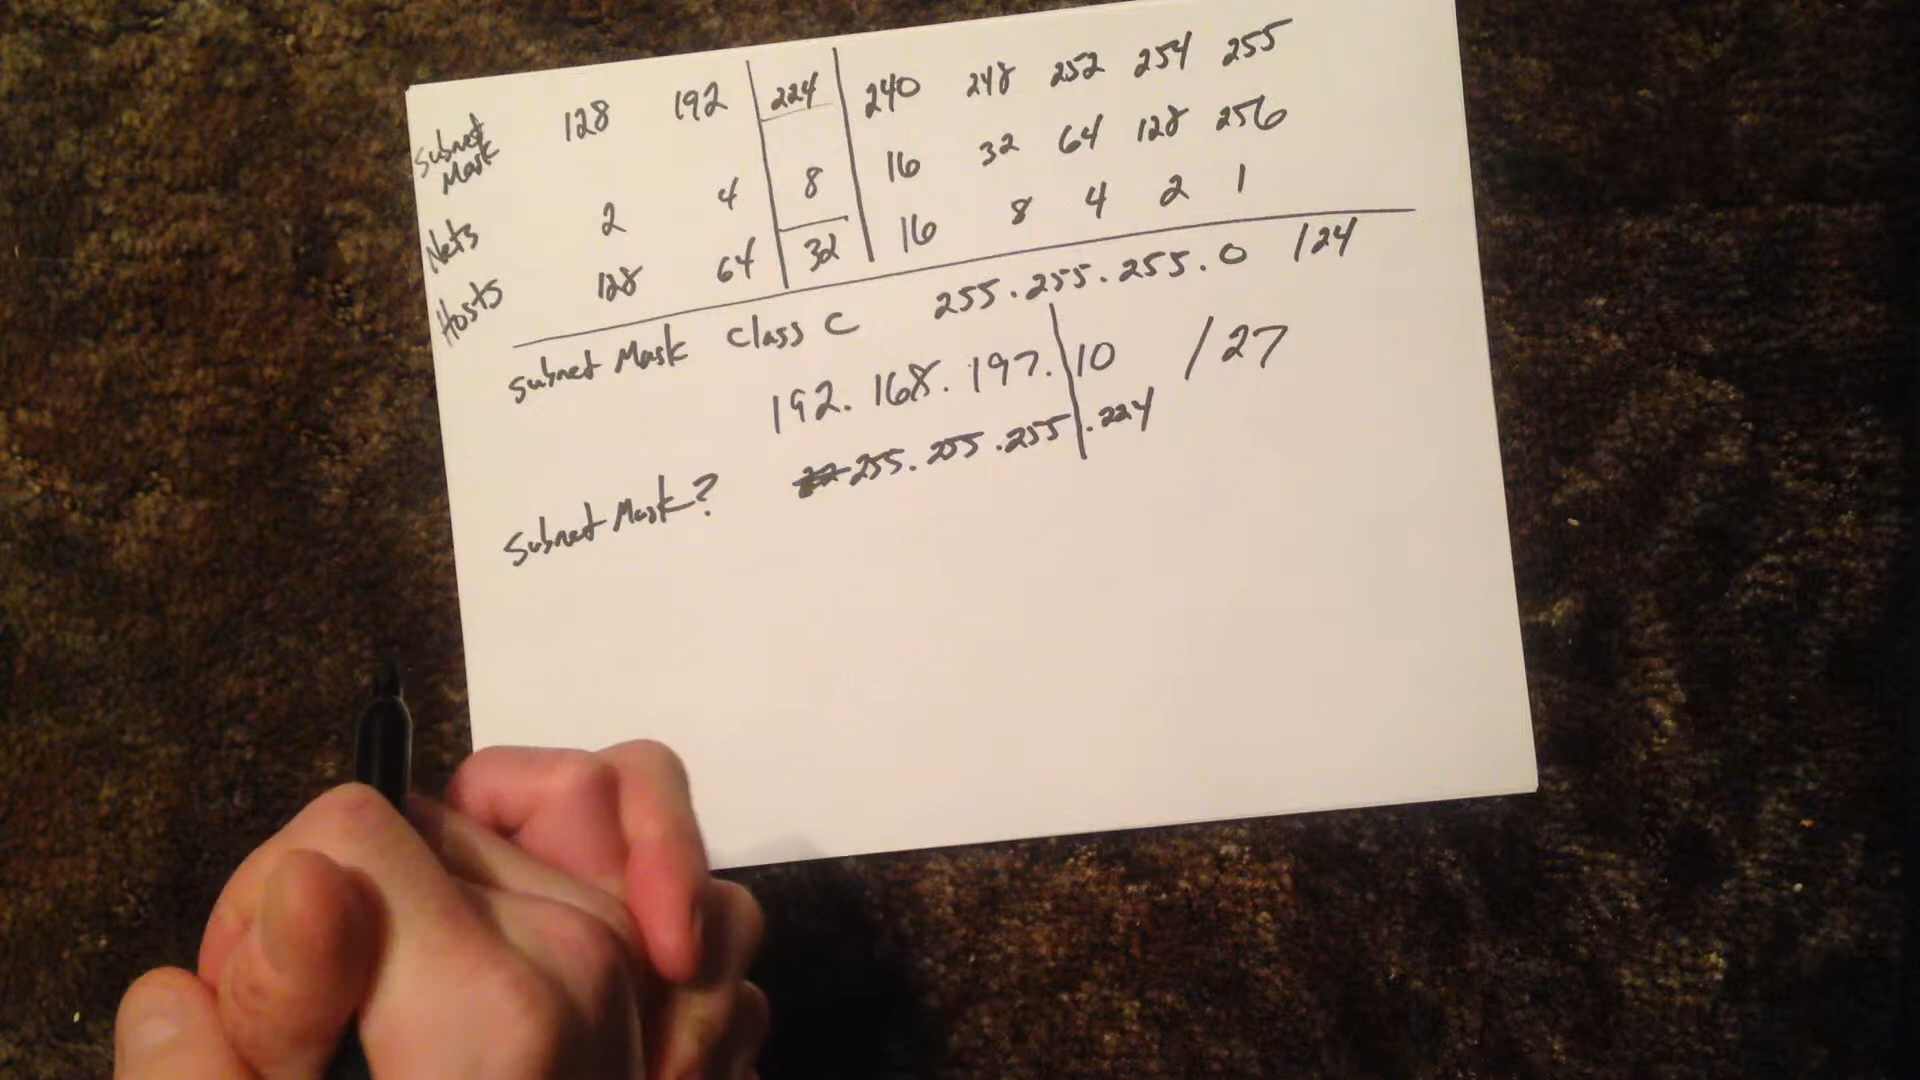 Subnet Mask 128 192 224 240 248 252 254 255
Nets 2 4 8 16 32 64 128 256
Hosts 128 64 32 16 8 4 2 1
Subnet Mask Class C 255.255.255.0 /24
192.168.197.10 /27
Subnet Mask? 255.255.255.224